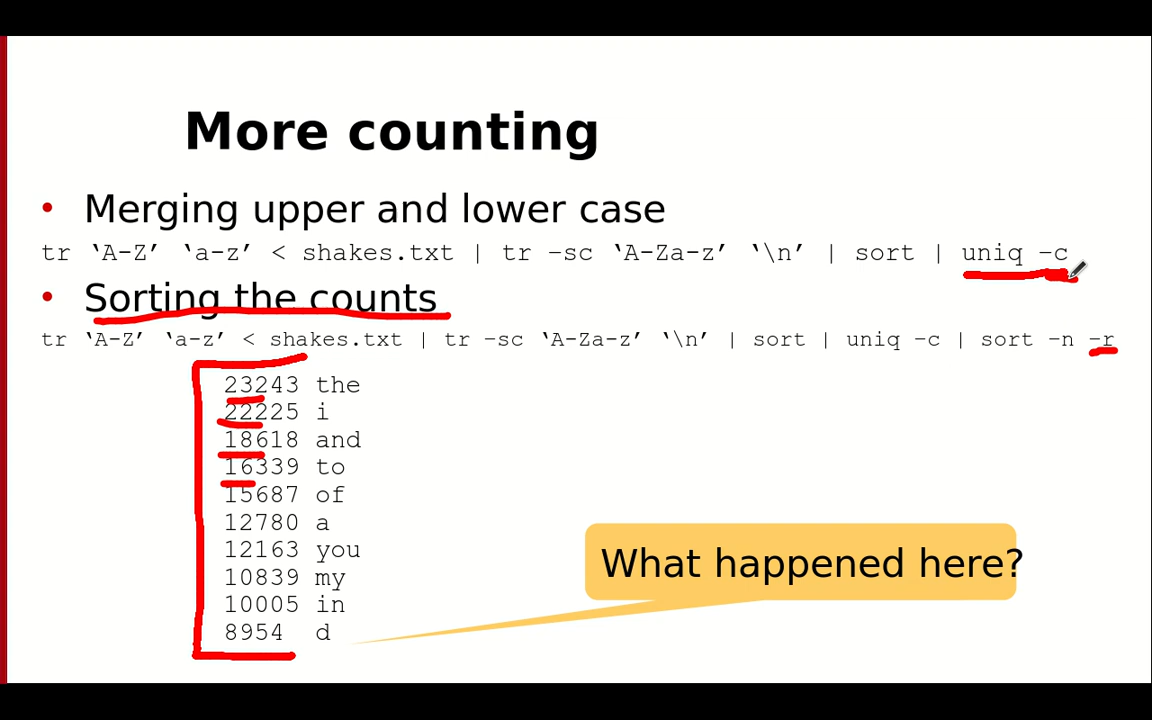 More counting
• Merging upper and lower case
tr ‘A-Z’ ‘a-z’ < shakes.txt | tr –sc ‘A-Za-z’ ‘\n’ | sort | uniq –c
• Sorting the counts
tr ‘A-Z’ ‘a-z’ < shakes.txt | tr –sc ‘A-Za-z’ ‘\n’ | sort | uniq –c | sort –n –r
23243 the
22225 i
18618 and
16339 to
15687 of
12780 a
12163 you
10839 my
10005 in
8954 d
What happened here?